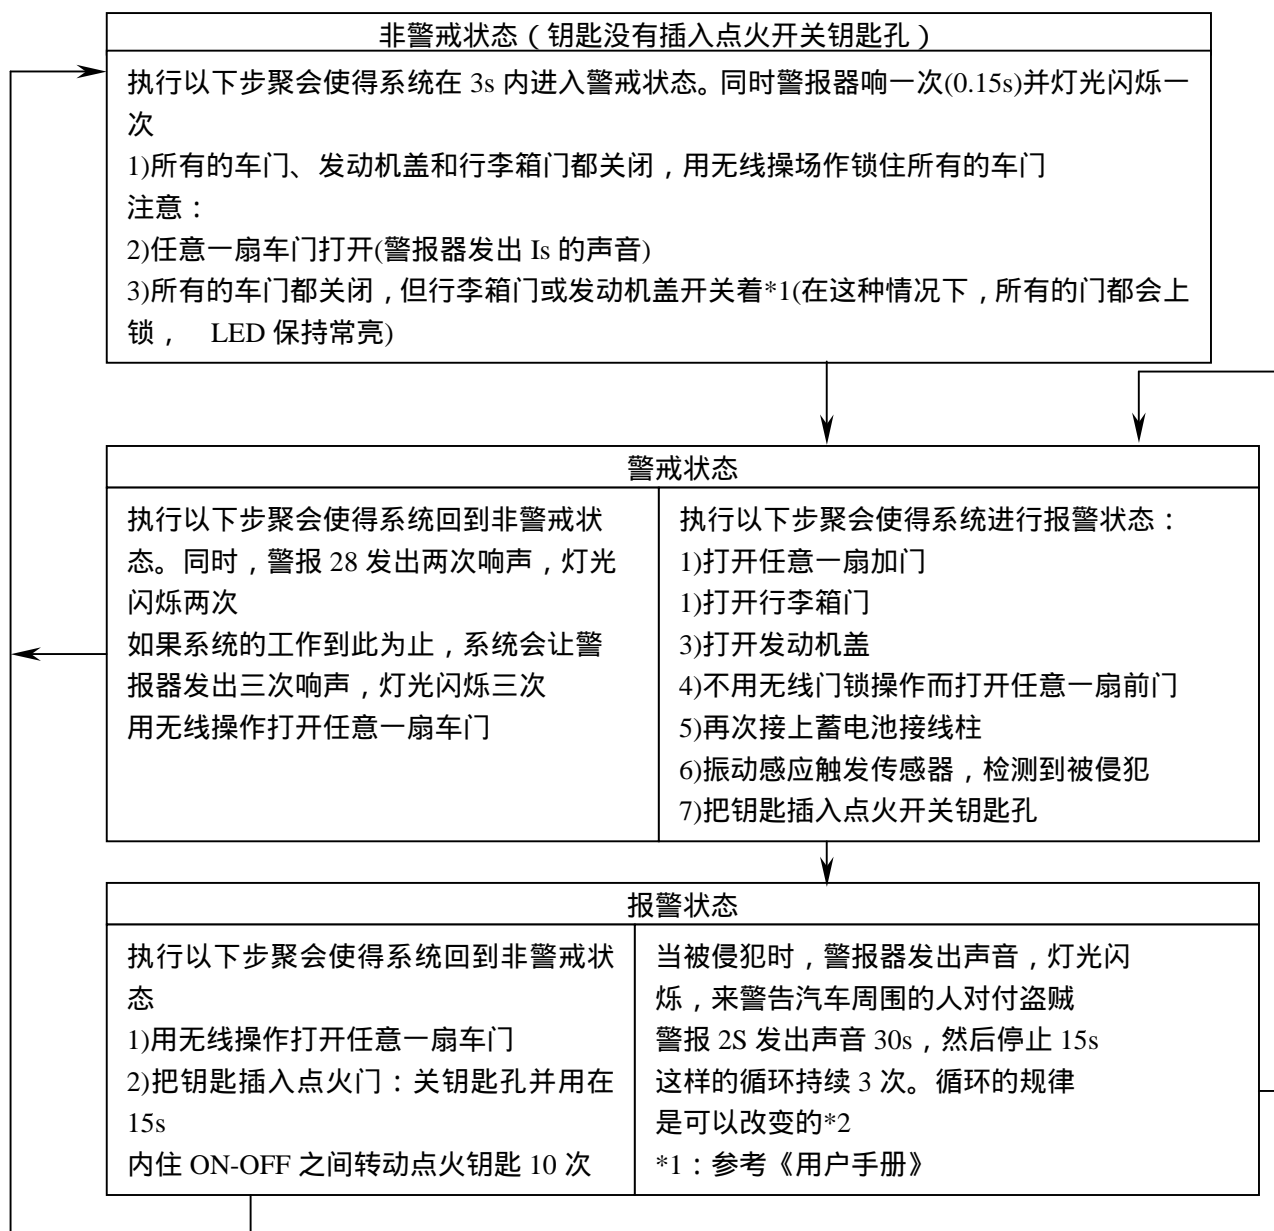 非警戒状态（钥匙没有插入点火开关钥匙孔）
执行以下步聚会使得系统在 3s 内进入警戒状态。同时警报器响一次(0.15s)并灯光闪烁一
次
1)所有的车门、发动机盖和行李箱门都关闭，用无线操场作锁住所有的车门
注意：
2)任意一扇车门打开(警报器发出 Is 的声音)
3)所有的车门都关闭，但行李箱门或发动机盖开关着*1(在这种情况下，所有的门都会上
锁， LED 保持常亮)
警戒状态
执行以下步聚会使得系统回到非警戒状
态。同时，警报 28 发出两次响声，灯光
闪烁两次
如果系统的工作到此为止，系统会让警
报器发出三次响声，灯光闪烁三次
用无线操作打开任意一扇车门
执行以下步聚会使得系统进行报警状态：
1)打开任意一扇加门
1)打开行李箱门
3)打开发动机盖
4)不用无线门锁操作而打开任意一扇前门
5)再次接上蓄电池接线柱
6)振动感应触发传感器，检测到被侵犯
7)把钥匙插入点火开关钥匙孔
报警状态
执行以下步聚会使得系统回到非警戒状
态
1)用无线操作打开任意一扇车门
2)把钥匙插入点火门：关钥匙孔并用在
15s
内住 ON-OFF 之间转动点火钥匙 10 次
当被侵犯时，警报器发出声音，灯光闪
烁，来警告汽车周围的人对付盗贼
警报 2S 发出声音 30s，然后停止 15s
这样的循环持续 3 次。循环的规律
是可以改变的*2
*1：参考《用户手册》